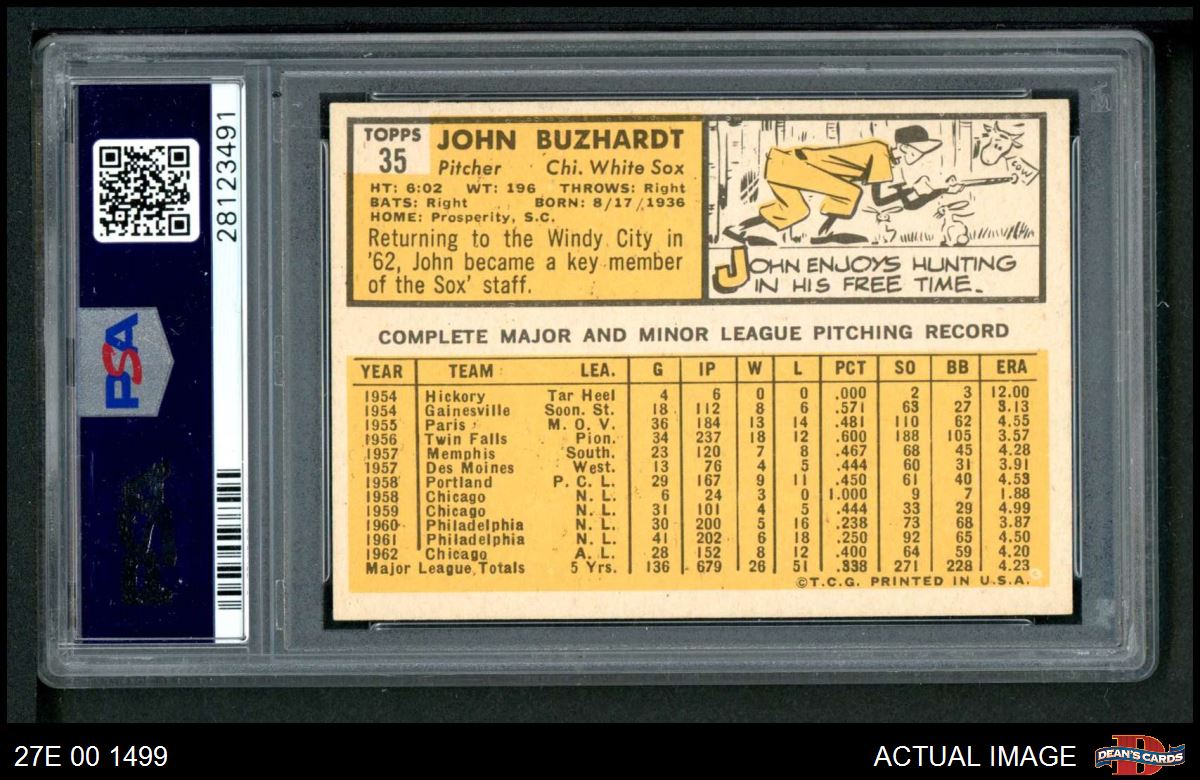 PSA
28123491
TOPPS
35
JOHN BUZHARDT
Pitcher Chi. White Sox
HT: 6:02 WT: 196 THROWS: Right
BATS: Right BORN: 8/17/1936
HOME: Prosperity, S.C.
Returning to the Windy City in
'62, John became a key member
of the Sox' staff.
COW
JOHN ENJOYS HUNTING
IN HIS FREE TIME.
COMPLETE MAJOR AND MINOR LEAGUE PITCHING RECORD
YEAR TEAM LEA. G IP W L PCT SO BB ERA
1954 Hickory Tar Heel 4 6 0 0 .000 2 3 12.00
1954 Gainesville Soon. St. 18 112 8 6 .571 63 27 3.13
1955 Paris M. O. V. 36 184 13 14 .481 110 62 4.55
1956 Twin Falls Pion. 34 237 18 12 .600 188 105 3.57
1957 Memphis South. 23 120 7 8 .467 68 45 4.28
1957 Des Moines West. 13 76 4 5 .444 60 31 3.91
1958 Portland P. C. L. 29 167 9 11 .450 61 40 4.53
1958 Chicago N. L. 6 24 3 0 1.000 9 7 1.88
1959 Chicago N. L. 31 101 4 5 .444 33 29 4.99
1960 Philadelphia N. L. 30 200 5 16 .238 73 68 3.87
1961 Philadelphia N. L. 41 202 6 18 .250 92 65 4.50
1962 Chicago A. L. 28 152 8 12 .400 64 59 4.20
Major League Totals 5 Yrs. 136 679 26 51 .338 271 228 4.23
©T.C.G. PRINTED IN U.S.A.
27E 00 1499
ACTUAL IMAGE
DEAN'S CARDS